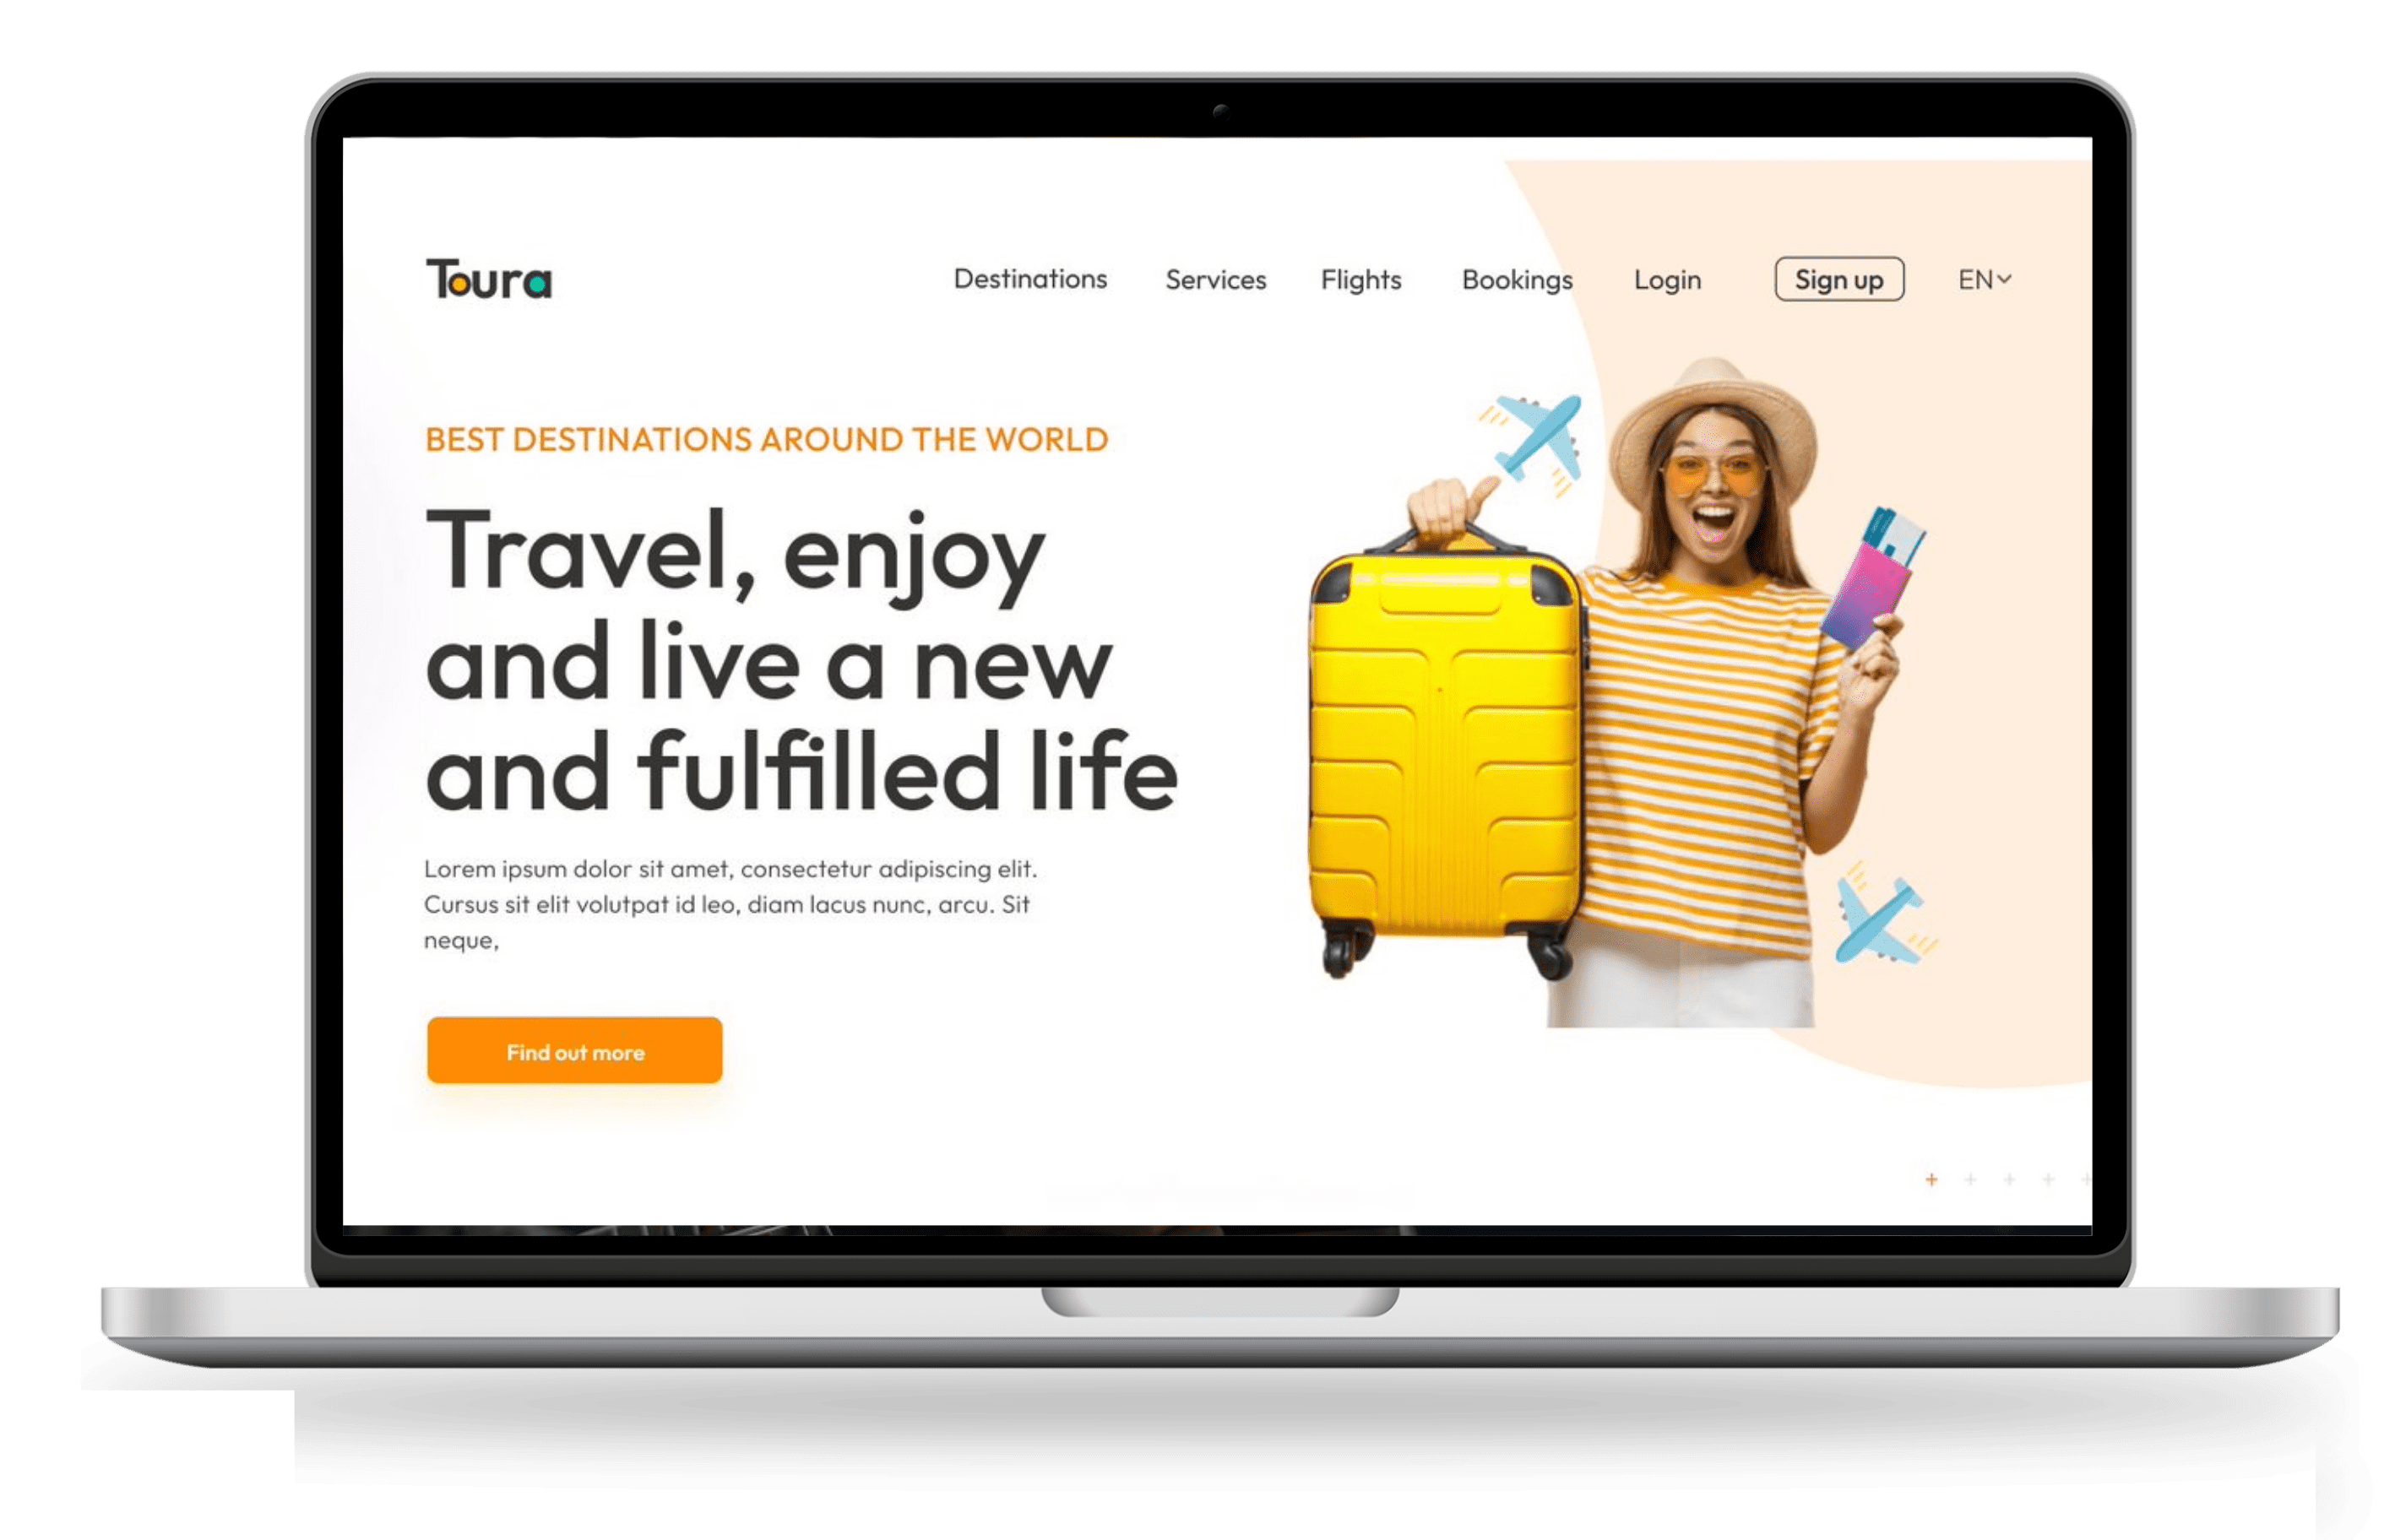 Toura
Destinations Services Flights Bookings Login Sign up EN
BEST DESTINATIONS AROUND THE WORLD
Travel, enjoy
and live a new
and fulfilled life
Lorem ipsum dolor sit amet, consectetur adipiscing elit.
Cursus sit elit volutpat id leo, diam lacus nunc, arcu. Sit
neque,
Find out more